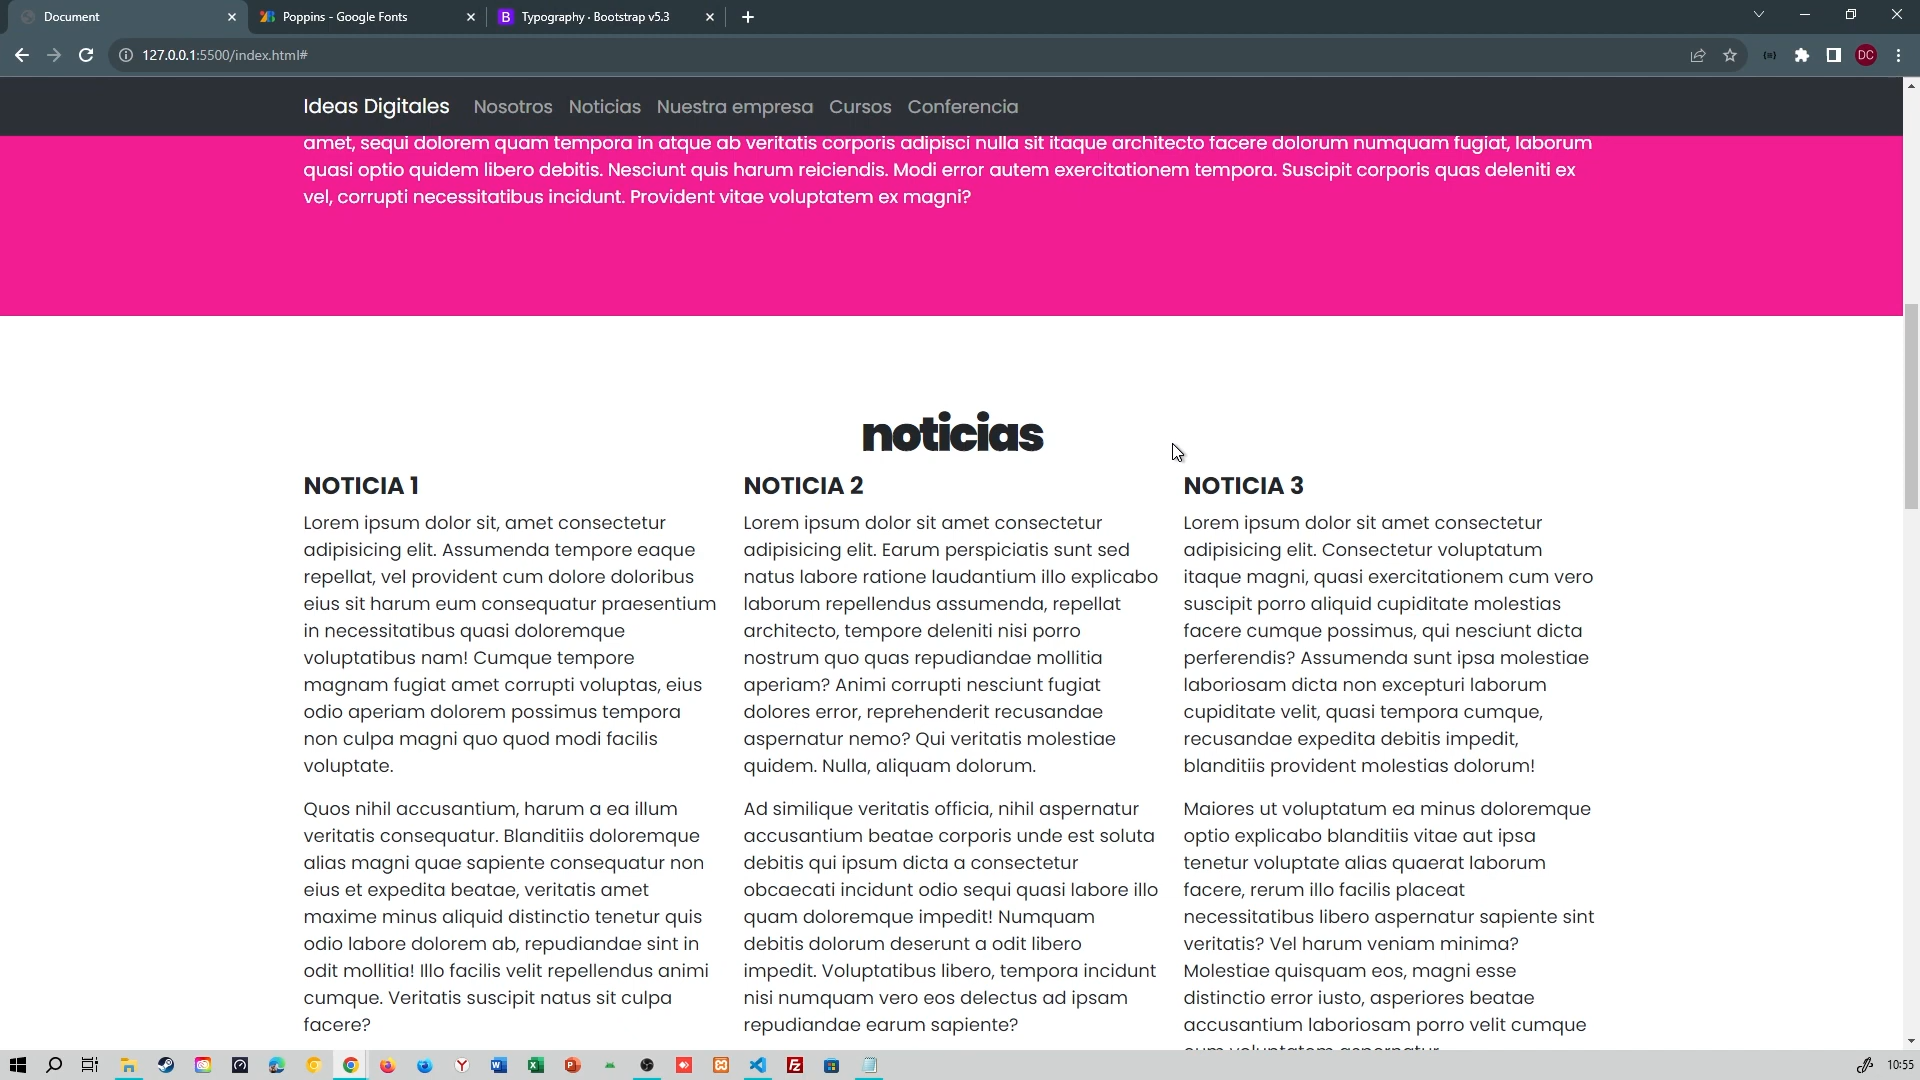 Document
Poppins - Google Fonts
B Typography · Bootstrap v5.3
127.0.0.1:5500/index.html#
DC
Ideas Digitales Nosotros Noticias Nuestra empresa Cursos Conferencia
amet, sequi dolorem quam tempora in atque ab veritatis corporis adipisci nulla sit itaque architecto facere dolorum numquam fugiat, laborum
quasi optio quidem libero debitis. Nesciunt quis harum reiciendis. Modi error autem exercitationem tempora. Suscipit corporis quas deleniti ex
vel, corrupti necessitatibus incidunt. Provident vitae voluptatem ex magni?
noticias
NOTICIA 1
Lorem ipsum dolor sit, amet consectetur
adipisicing elit. Assumenda tempore eaque
repellat, vel provident cum dolore doloribus
eius sit harum eum consequatur praesentium
in necessitatibus quasi doloremque
voluptatibus nam! Cumque tempore
magnam fugiat amet corrupti voluptas, eius
odio aperiam dolorem possimus tempora
non culpa magni quo quod modi facilis
voluptate.
Quos nihil accusantium, harum a ea illum
veritatis consequatur. Blanditiis doloremque
alias magni quae sapiente consequatur non
eius et expedita beatae, veritatis amet
maxime minus aliquid distinctio tenetur quis
odio labore dolorem ab, repudiandae sint in
odit mollitia! Illo facilis velit repellendus animi
cumque. Veritatis suscipit natus sit culpa
facere?
NOTICIA 2
Lorem ipsum dolor sit amet consectetur
adipisicing elit. Earum perspiciatis sunt sed
natus labore ratione laudantium illo explicabo
laborum repellendus assumenda, repellat
architecto, tempore deleniti nisi porro
nostrum quo quas repudiandae mollitia
aperiam? Animi corrupti nesciunt fugiat
dolores error, reprehenderit recusandae
aspernatur nemo? Qui veritatis molestiae
quidem. Nulla, aliquam dolorum.
Ad similique veritatis officia, nihil aspernatur
accusantium beatae corporis unde est soluta
debitis qui ipsum dicta a consectetur
obcaecati incidunt odio sequi quasi labore illo
quam doloremque impedit! Numquam
debitis dolorum deserunt a odit libero
impedit. Voluptatibus libero, tempora incidunt
nisi numquam vero eos delectus ad ipsam
repudiandae earum sapiente?
NOTICIA 3
Lorem ipsum dolor sit amet consectetur
adipisicing elit. Consectetur voluptatum
itaque magni, quasi exercitationem cum vero
suscipit porro aliquid cupiditate molestias
facere cumque possimus, qui nesciunt dicta
perferendis? Assumenda sunt ipsa molestiae
laboriosam dicta non excepturi laborum
cupiditate velit, quasi tempora cumque,
recusandae expedita debitis impedit,
blanditiis provident molestias dolorum!
Maiores ut voluptatum ea minus doloremque
optio explicabo blanditiis vitae aut ipsa
tenetur voluptate alias quaerat laborum
facere, rerum illo facilis placeat
necessitatibus libero aspernatur sapiente sint
veritatis? Vel harum veniam minima?
Molestiae quisquam eos, magni esse
distinctio error iusto, asperiores beatae
accusantium laboriosam porro velit cumque
10:55